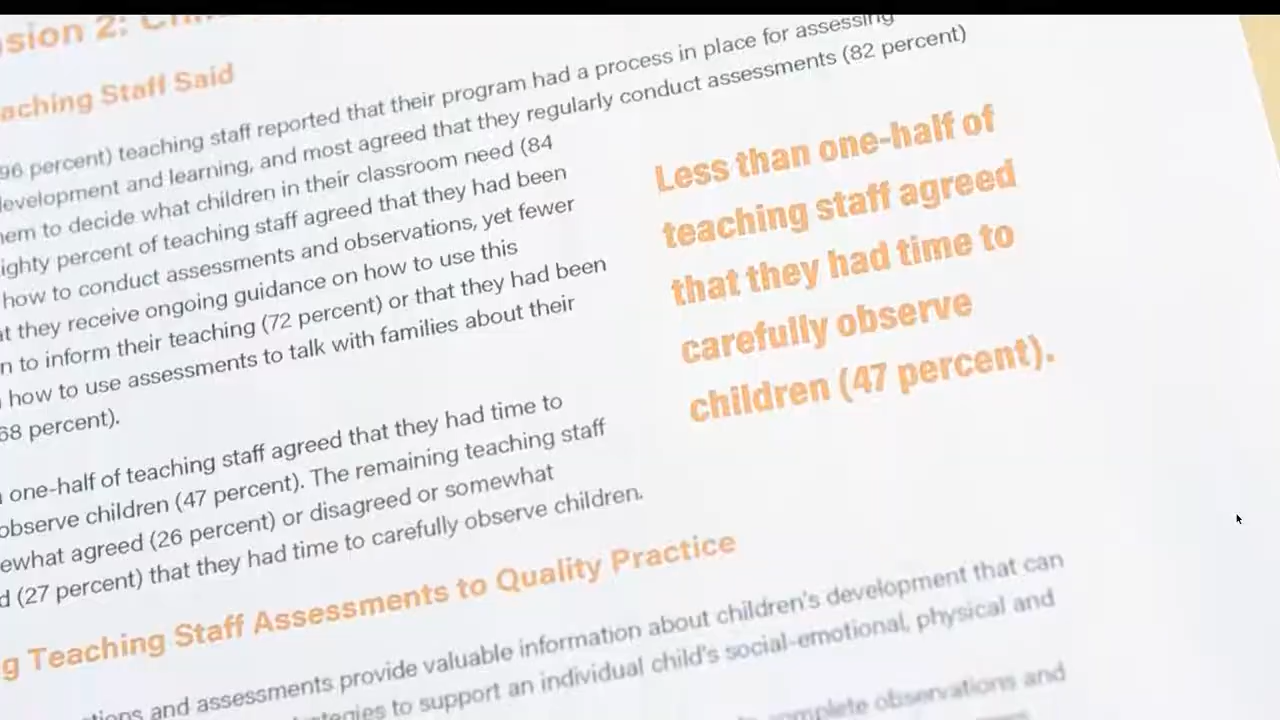 sion 2:
aching Staff Said
96 percent) teaching staff reported that their program had a process in place for assessing
development and learning, and most agreed that they regularly conduct assessments (82 percent)
hem to decide what children in their classroom need (84
ighty percent of teaching staff agreed that they had been
how to conduct assessments and observations, yet fewer
at they receive ongoing guidance on how to use this
n to inform their teaching (72 percent) or that they had been
how to use assessments to talk with families about their
68 percent).
one-half of teaching staff agreed that they had time to
observe children (47 percent). The remaining teaching staff
ewhat agreed (26 percent) or disagreed or somewhat
d (27 percent) that they had time to carefully observe children.
Less than one-half of
teaching staff agreed
that they had time to
carefully observe
children (47 percent).
g Teaching Staff Assessments to Quality Practice
tions and assessments provide valuable information about children's development that can
tegies to support an individual child's social-emotional, physical and
complete observations and